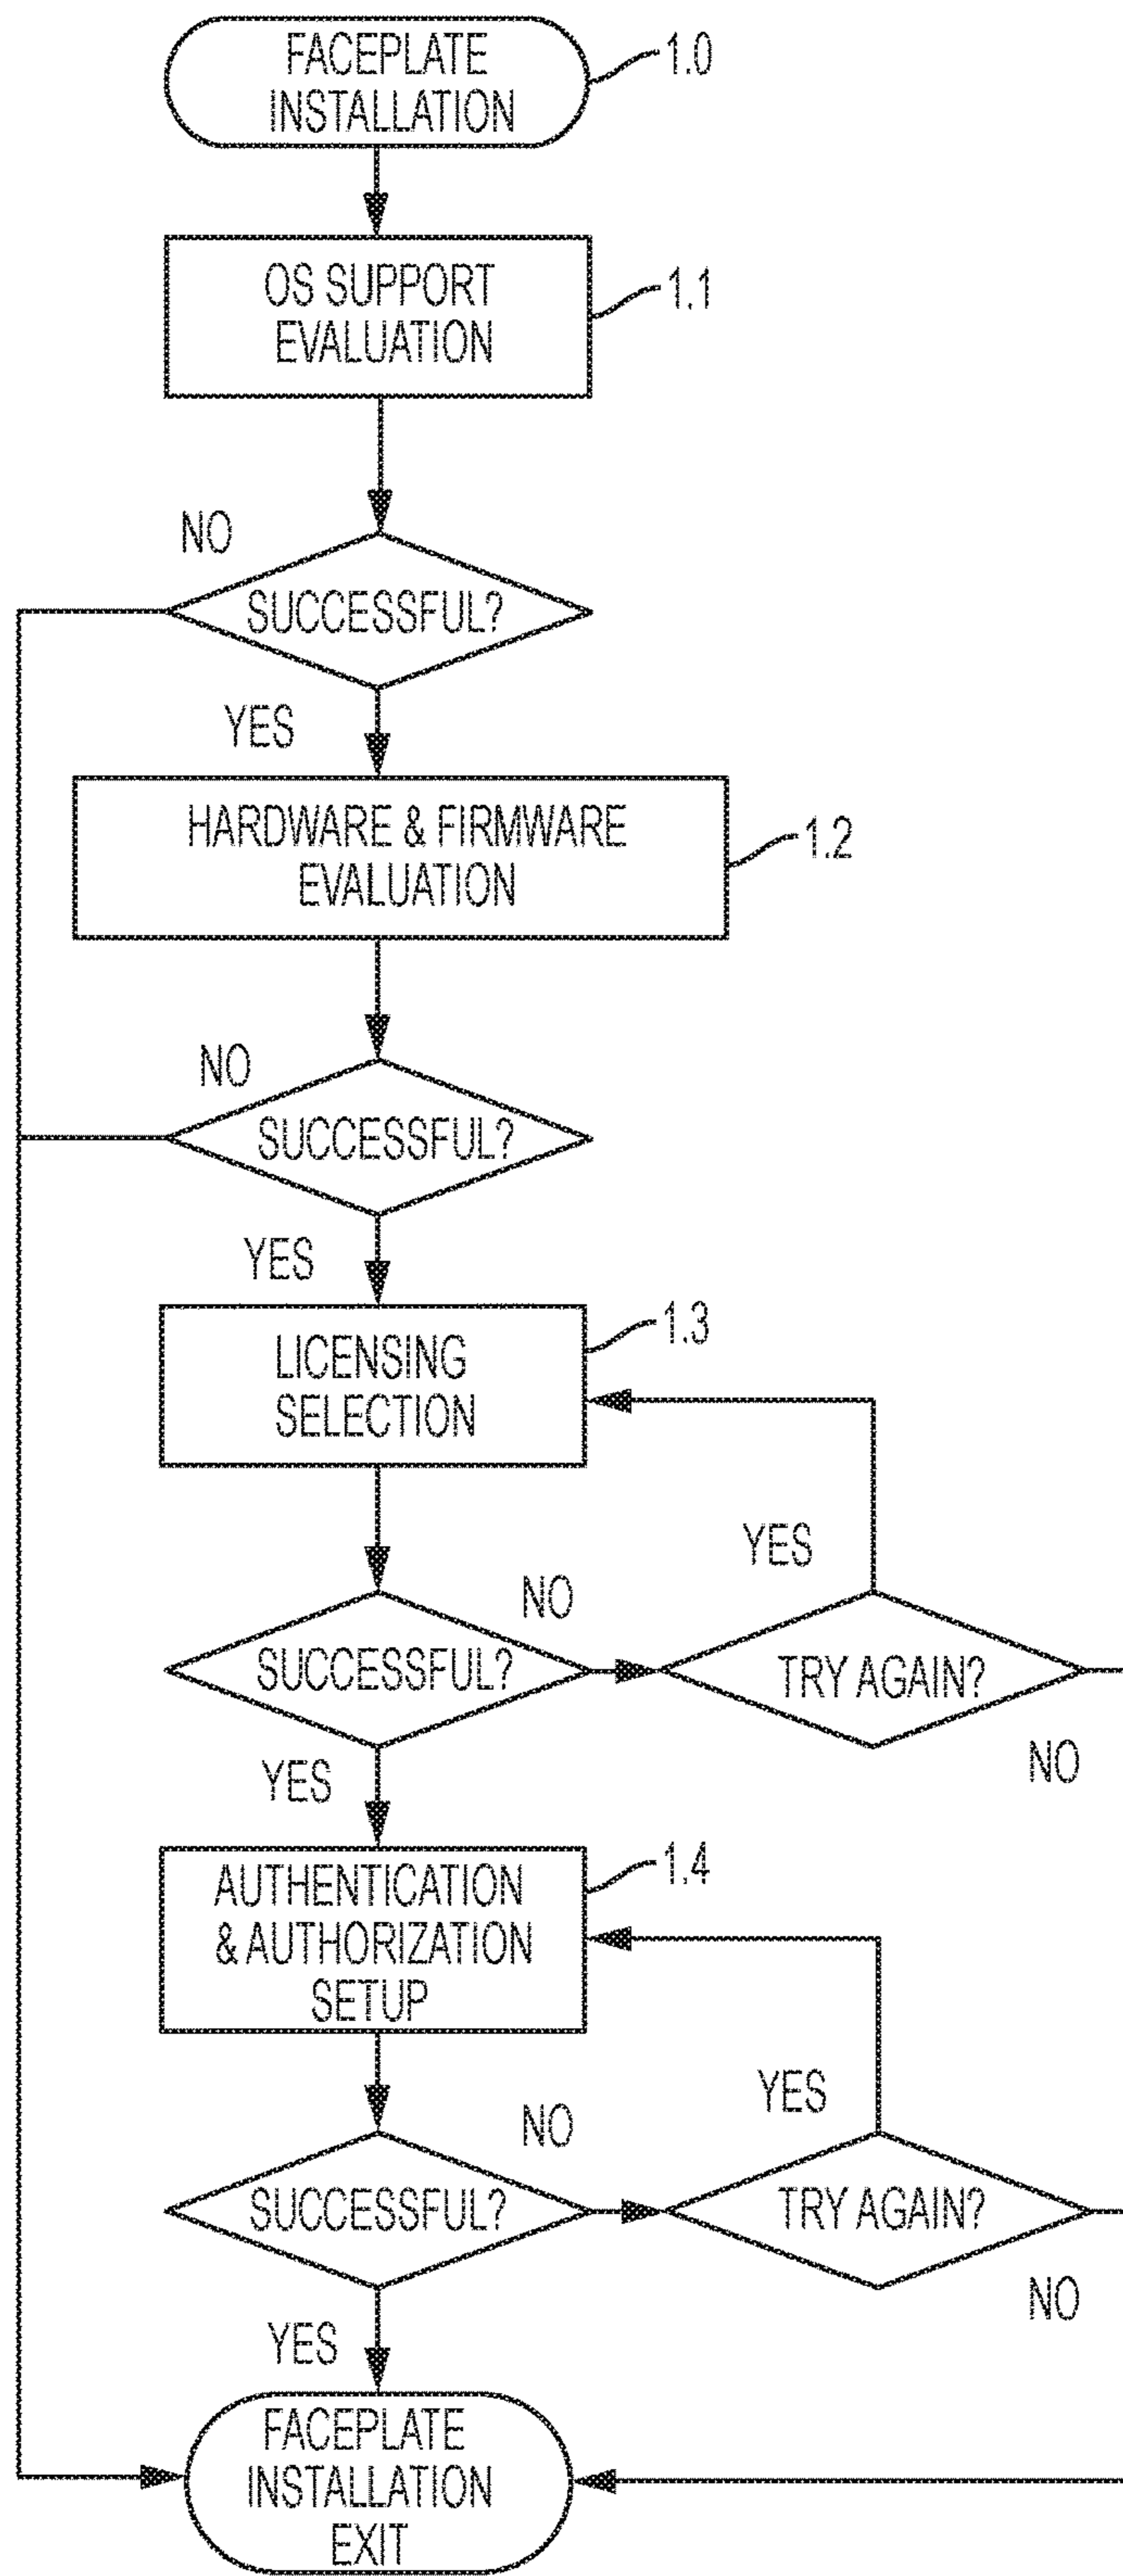 FACEPLATE
INSTALLATION
1.0
OS SUPPORT
EVALUATION
1.1
NO
SUCCESSFUL?
YES
HARDWARE & FIRMWARE
EVALUATION
1.2
NO
SUCCESSFUL?
YES
LICENSING
SELECTION
1.3
YES
NO
SUCCESSFUL?
TRY AGAIN?
NO
YES
AUTHENTICATION
& AUTHORIZATION
SETUP
1.4
YES
NO
SUCCESSFUL?
TRY AGAIN?
NO
YES
FACEPLATE
INSTALLATION
EXIT